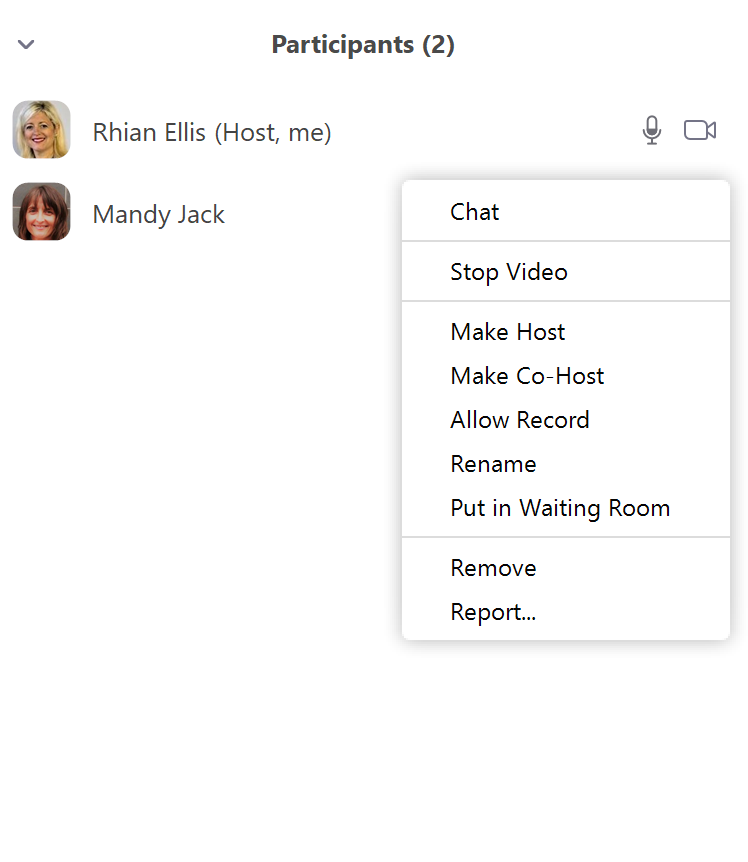 Participants (2)
Rhian Ellis (Host, me)
Mandy Jack
Chat
Stop Video
Make Host
Make Co-Host
Allow Record
Rename
Put in Waiting Room
Remove
Report...